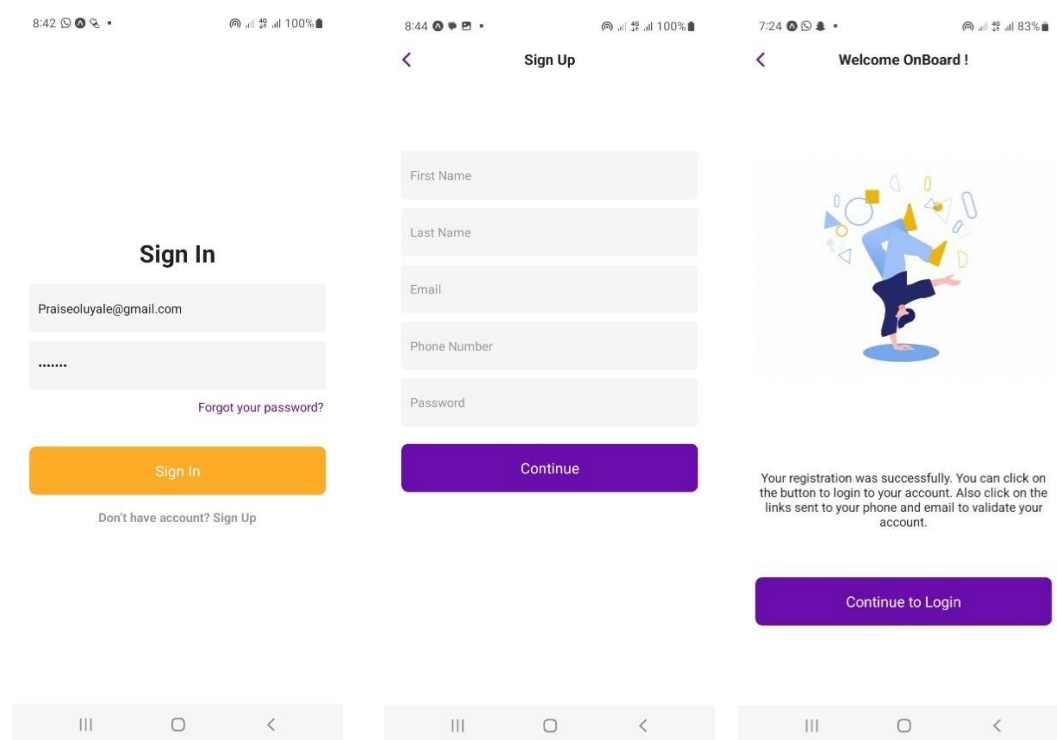 8:42
100%
Sign In
Praiseoluyale@gmail.com
•••••••
Forgot your password?
Sign In
Don't have account? Sign Up
8:44
100%
Sign Up
First Name
Last Name
Email
Phone Number
Password
Continue
7:24
83%
Welcome OnBoard !
Your registration was successfully. You can click on
the button to login to your account. Also click on the
links sent to your phone and email to validate your
account.
Continue to Login